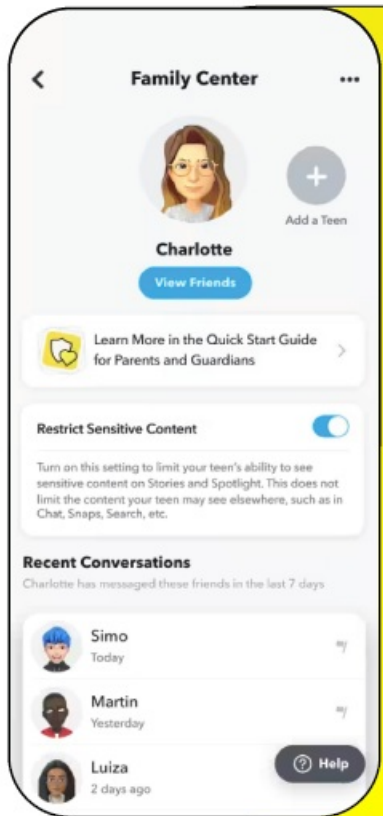 Family Center
Add a Teen
Charlotte
View Friends
Learn More in the Quick Start Guide
for Parents and Guardians
Restrict Sensitive Content
Turn on this setting to limit your teen's ability to see
sensitive content on Stories and Spotlight. This does not
limit the content your teen may see elsewhere, such as in
Chat, Snaps, Search, etc.
Recent Conversations
Charlotte has messaged these friends in the last 7 days
Simo
Today
Martin
Yesterday
Luiza
2 days ago
Help